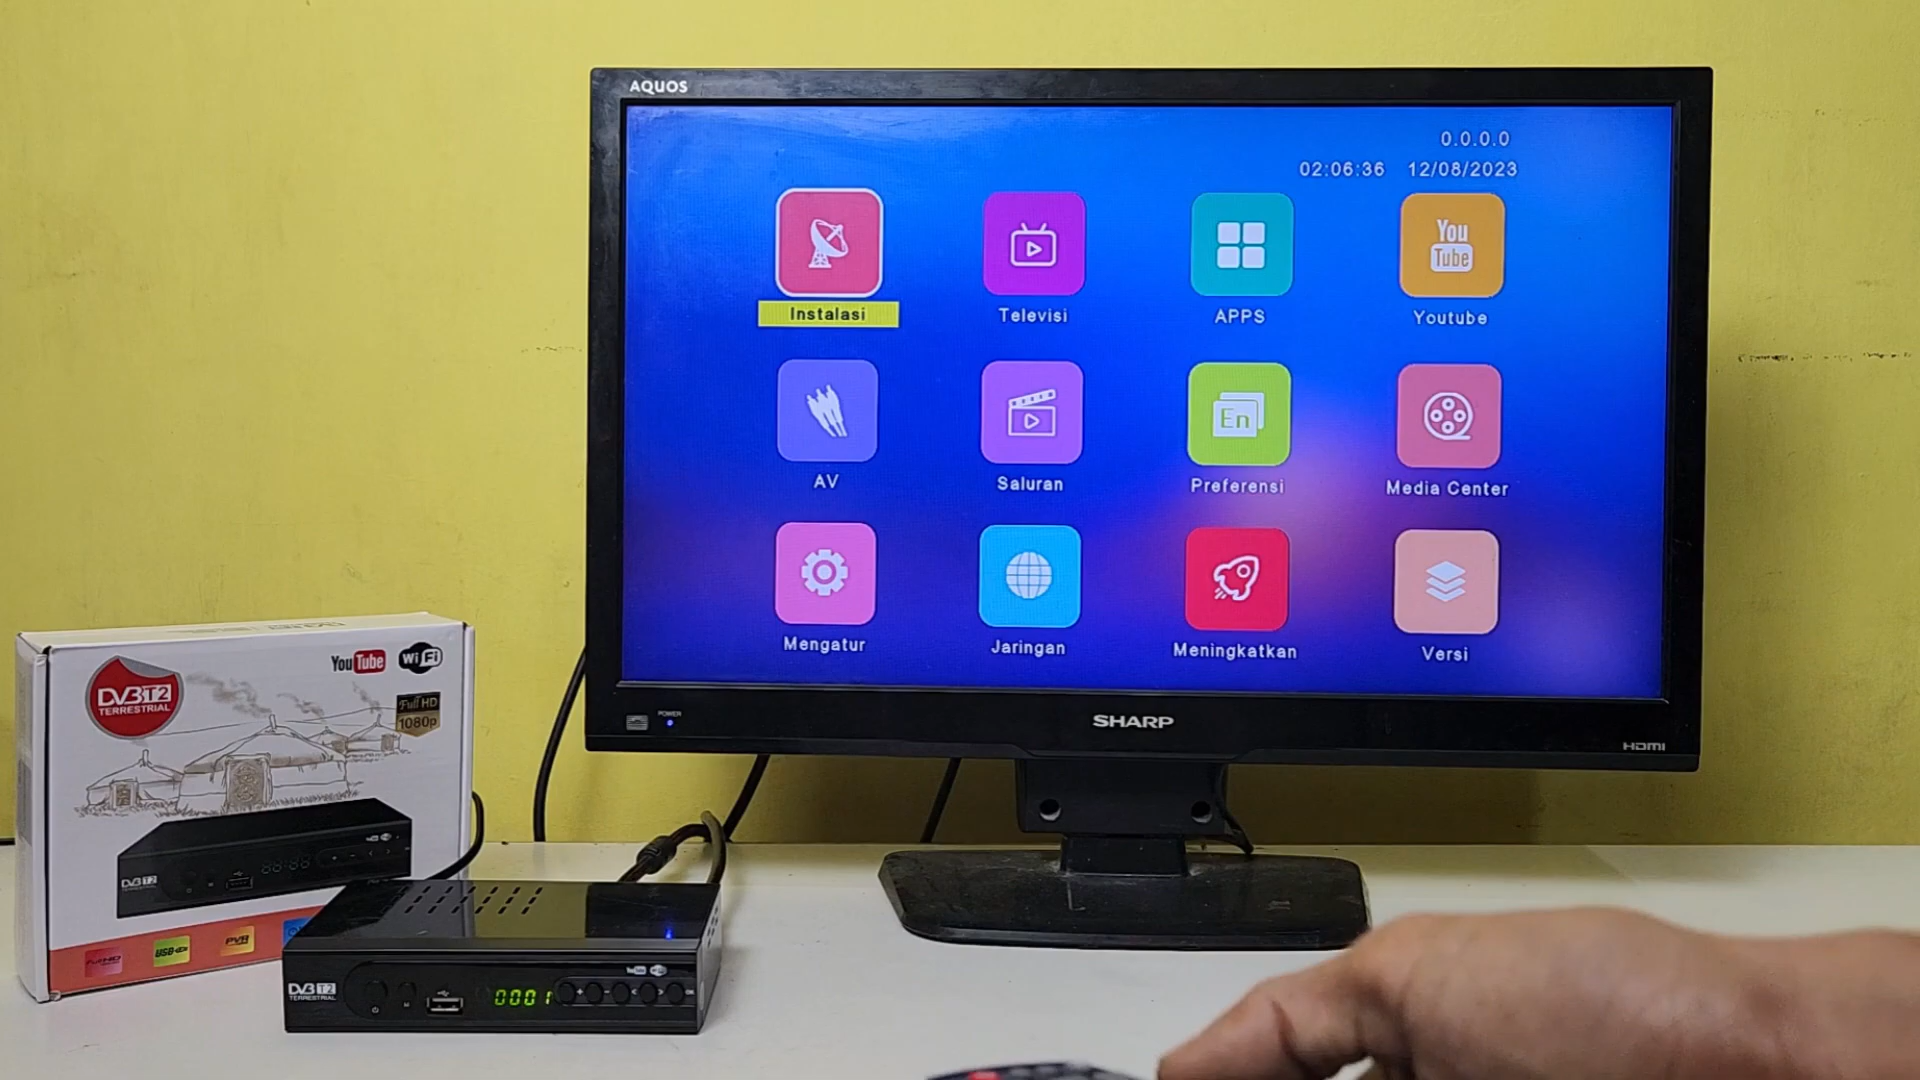 AQUOS
0.0.0.0
02:06:36 12/08/2023
Instalasi
Televisi
APPS
You
Tube
Youtube
AV
Saluran
En
Preferensi
Media Center
Mengatur
Jaringan
Meningkatkan
Versi
POWER
SHARP
HDMI
YouTube
WiFi
DVB T2
TERRESTRIAL
Full HD
1080p
DVB T2
USB
PVR
DVB T2
TERRESTRIAL
0001
OK